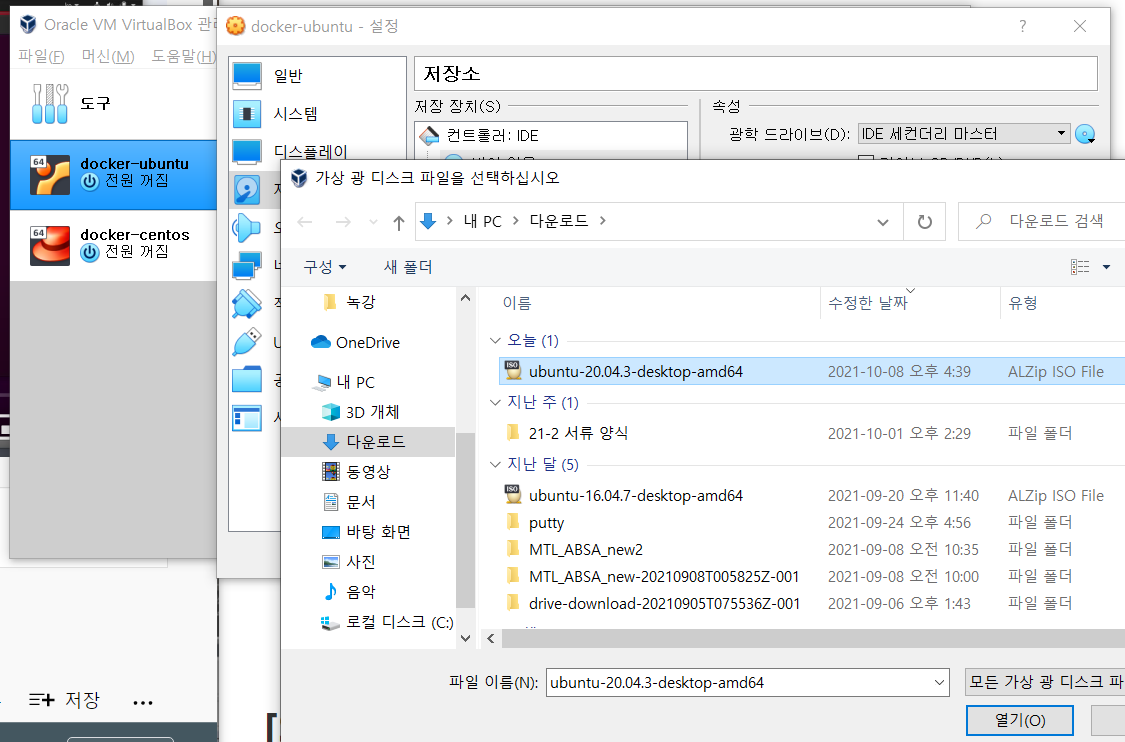 Oracle VM VirtualBox 관리
파일(F) 머신(M) 도움말(H)
도구
64
docker-ubuntu
전원 꺼짐
64
docker-centos
전원 꺼짐
docker-ubuntu - 설정
?
일반
시스템
디스플레이
저장소
저장 장치(S)
컨트롤러: IDE
속성
광학 드라이브(D): IDE 세컨더리 마스터
가상 광 디스크 파일을 선택하십시오
내 PC > 다운로드 >
다운로드 검색
구성 새 폴더
녹강
OneDrive
내 PC
3D 개체
다운로드
동영상
문서
바탕 화면
사진
음악
로컬 디스크 (C:)
이름 수정한 날짜 유형
오늘 (1)
ISO ubuntu-20.04.3-desktop-amd64 2021-10-08 오후 4:39 ALZip ISO File
지난 주 (1)
21-2 서류 양식 2021-10-01 오후 2:29 파일 폴더
지난 달 (5)
ISO ubuntu-16.04.7-desktop-amd64 2021-09-20 오후 11:40 ALZip ISO File
putty 2021-09-24 오후 4:56 파일 폴더
MTL_ABSA_new2 2021-09-08 오전 10:35 파일 폴더
MTL_ABSA_new-20210908T005825Z-001 2021-09-08 오전 10:00 파일 폴더
drive-download-20210905T075536Z-001 2021-09-06 오후 1:43 파일 폴더
파일 이름(N): ubuntu-20.04.3-desktop-amd64
모든 가상 광 디스크 파
열기(O)
저장 ...